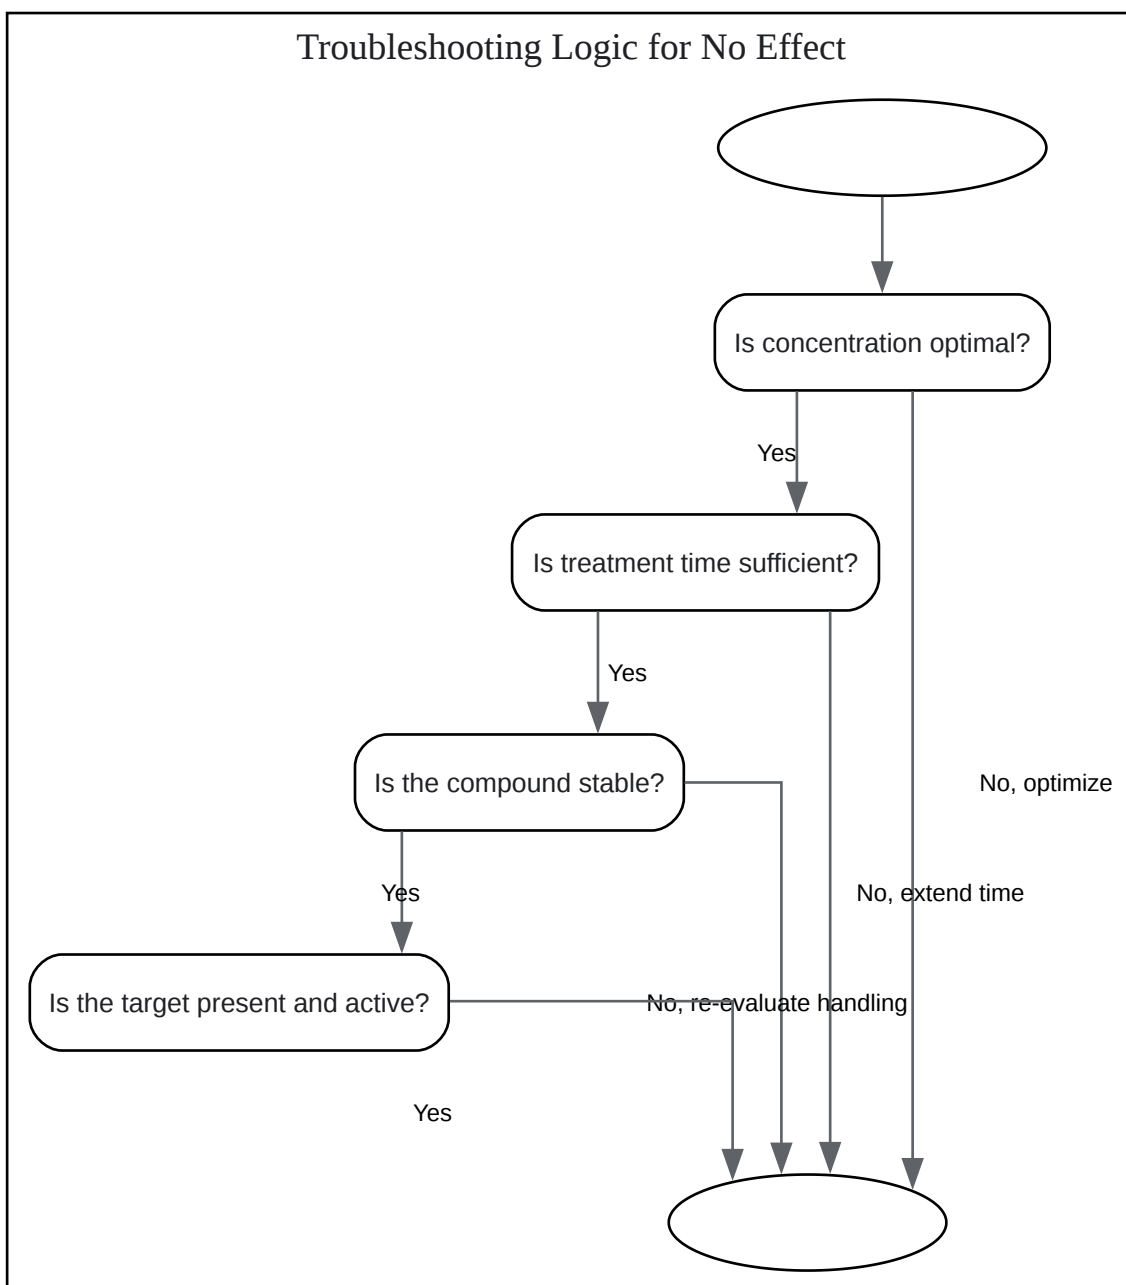 Troubleshooting Logic for No Effect
Is concentration optimal?
Yes
Is treatment time sufficient?
Yes
Is the compound stable?
No, optimize
Yes
No, extend time
Is the target present and active?
No, re-evaluate handling
Yes